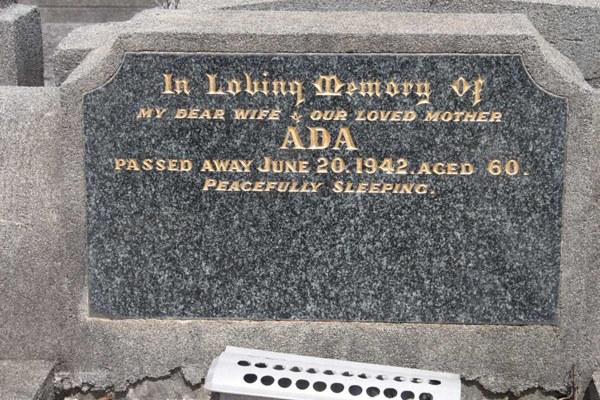 In Loving Memory Of
MY DEAR WIFE & OUR LOVED MOTHER
ADA
PASSED AWAY JUNE 20. 1942. AGED 60.
PEACEFULLY SLEEPING.